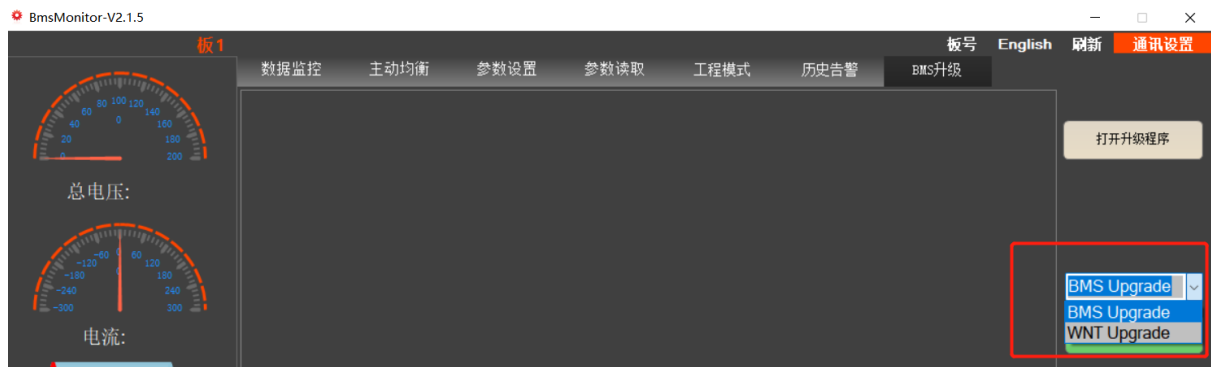 BmsMonitor-V2.1.5
板1
板号 English 刷新 通讯设置
数据监控 主动均衡 参数设置 参数读取 工程模式 历史告警 BMS升级
0 20 40 60 80 100 120 140 160 180 200
0
总电压:
打开升级程序
-300 -240 -180 -120 -60 0 60 120 180 240 300
0
电流:
BMS Upgrade
BMS Upgrade
WNT Upgrade